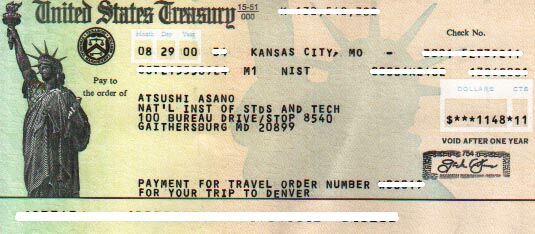 United States Treasury 15-51
000
Month Day Year
Check No.
08 29 00 KANSAS CITY, MO
Pay to
the order of
M1 NIST
DOLLARS CTS
ATSUSHI ASANO
NAT'L INST OF STDS AND TECH
100 BUREAU DRIVE/STOP 8540
GAITHERSBURG MD 20899
$***1148*11
VOID AFTER ONE YEAR
PAYMENT FOR TRAVEL ORDER NUMBER
FOR YOUR TRIP TO DENVER